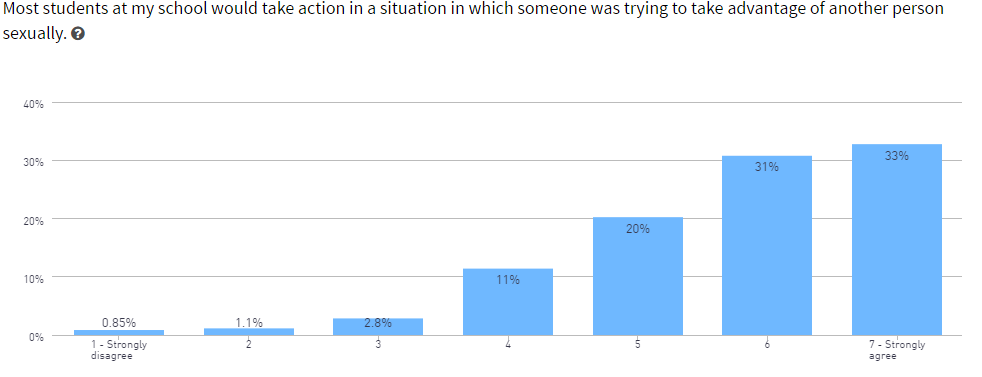 Most students at my school would take action in a situation in which someone was trying to take advantage of another person
sexually. ?
40%
30%
20%
10%
0%
0.85%
1.1%
2.8%
11%
20%
31%
33%
1 - Strongly
disagree
2
3
4
5
6
7 - Strongly
agree